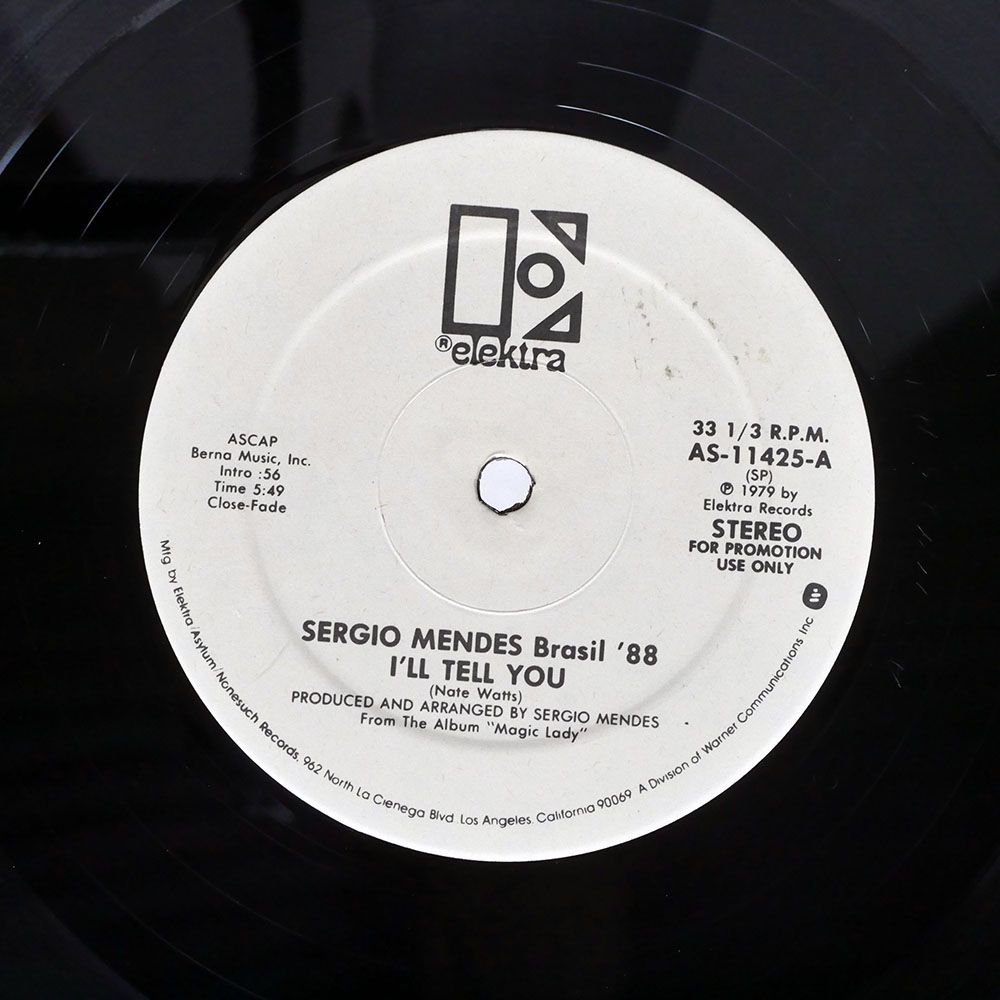 ®elektra
ASCAP
Berna Music, Inc.
Intro :56
Time 5:49
Close-Fade
33 1/3 R.P.M.
AS-11425-A
(SP)
℗ 1979 by
Elektra Records
STEREO
FOR PROMOTION
USE ONLY
SERGIO MENDES Brasil '88
I'LL TELL YOU
(Nate Watts)
PRODUCED AND ARRANGED BY SERGIO MENDES
From The Album "Magic Lady"
Mfg by Elektra/Asylum/Nonesuch Records. 962 North La Cienega Blvd. Los Angeles. California 90069 A Division of Warner Communications Inc